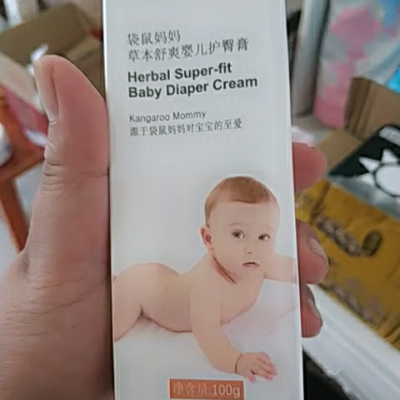 袋鼠妈妈
草本舒爽婴儿护臀膏
Herbal Super-fit
Baby Diaper Cream
Kangaroo Mommy
源于袋鼠妈妈对宝宝的至爱
净含量 100g